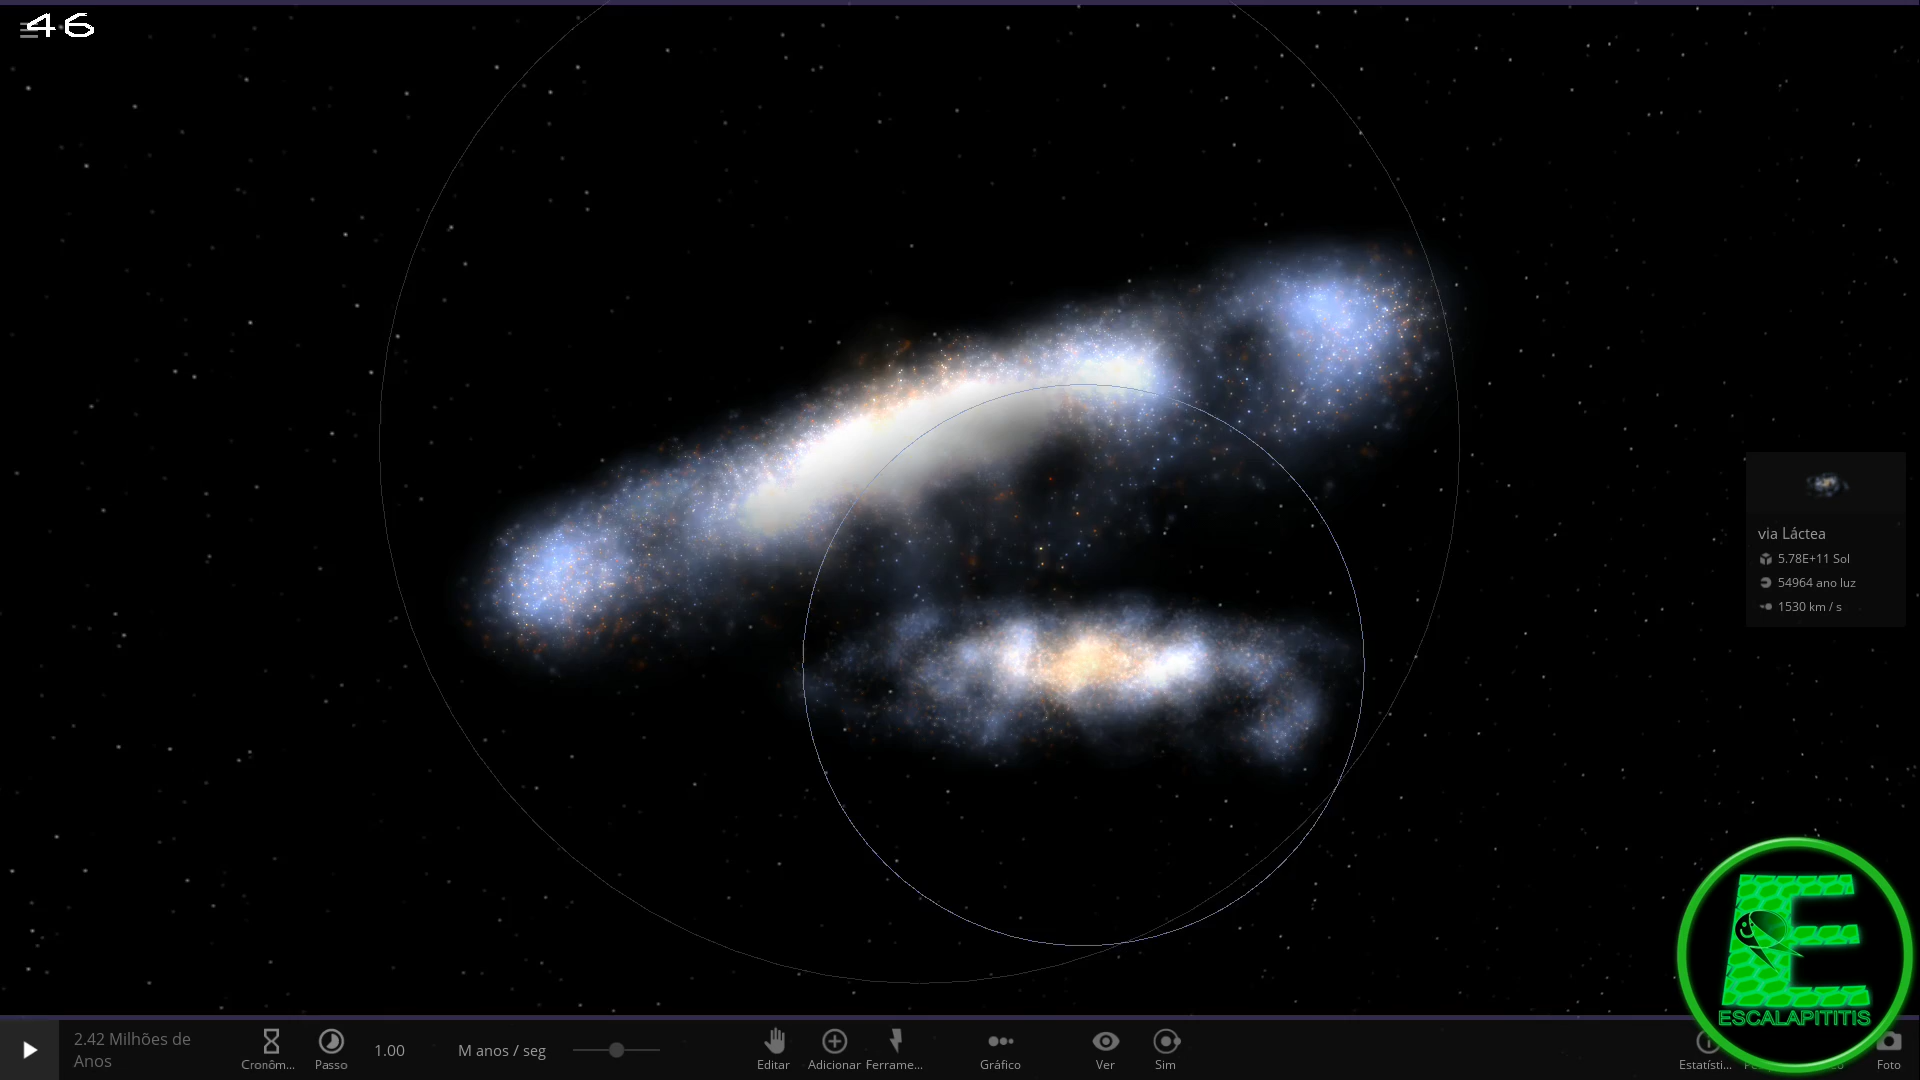 46
via Láctea
5.78E+11 Sol
54964 ano luz
1530 km / s
2.42 Milhões de
Anos
Cronôm...
Passo
1.00
M anos / seg
Editar
Adicionar
Ferrame...
Gráfico
Ver
Sim
Estatísti...
Foto
ESCALAPITITIS